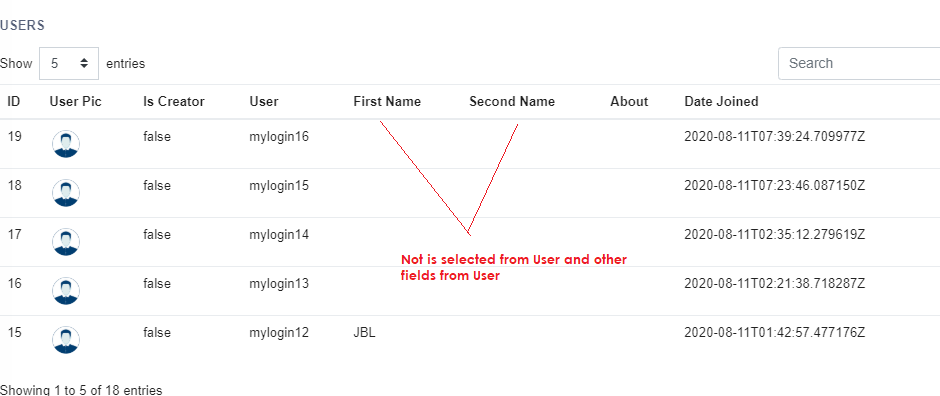 USERS
Show 5 entries
Search
ID User Pic Is Creator User First Name Second Name About Date Joined
19 false mylogin16 2020-08-11T07:39:24.709977Z
18 false mylogin15 2020-08-11T07:23:46.087150Z
17 false mylogin14 2020-08-11T02:35:12.279619Z
Not is selected from User and other
fields from User
16 false mylogin13 2020-08-11T02:21:38.718287Z
15 false mylogin12 JBL 2020-08-11T01:42:57.477176Z
Showing 1 to 5 of 18 entries